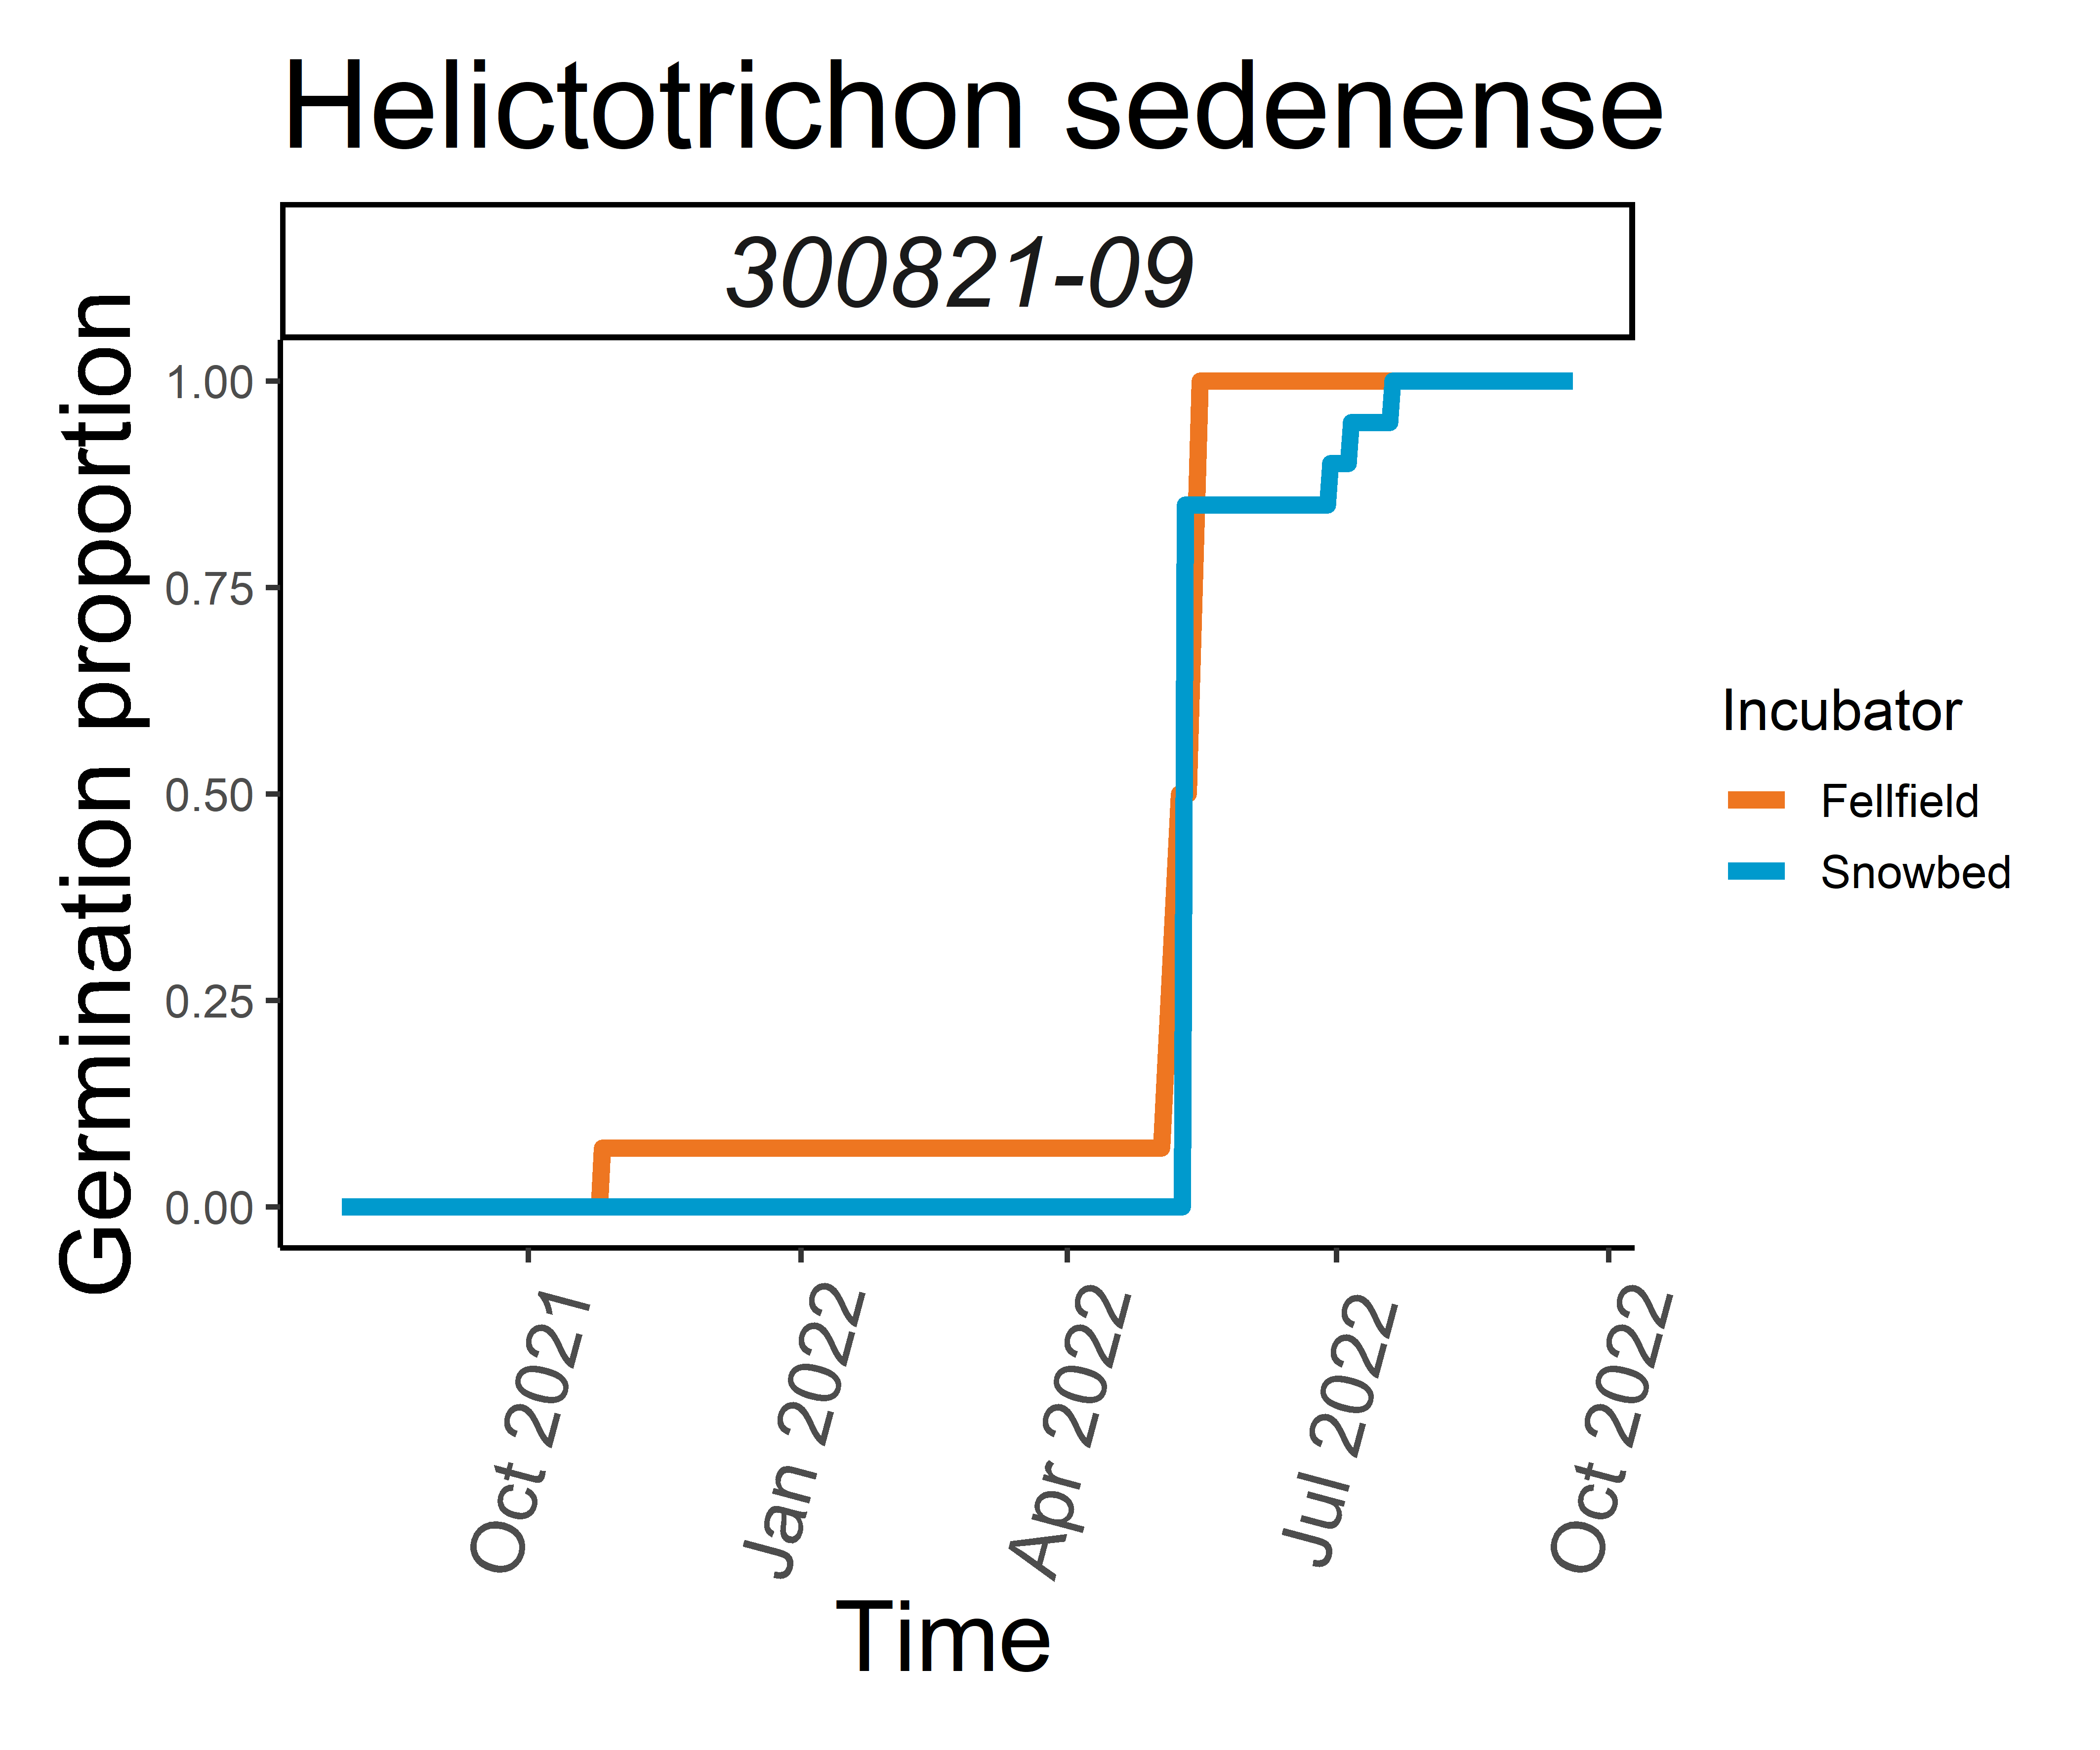 Helictotrichon sedenense
300821-09
Germination proportion
1.00
0.75
0.50
0.25
0.00
Oct 2021
Jan 2022
Apr 2022
Jul 2022
Oct 2022
Time
Incubator
Fellfield
Snowbed